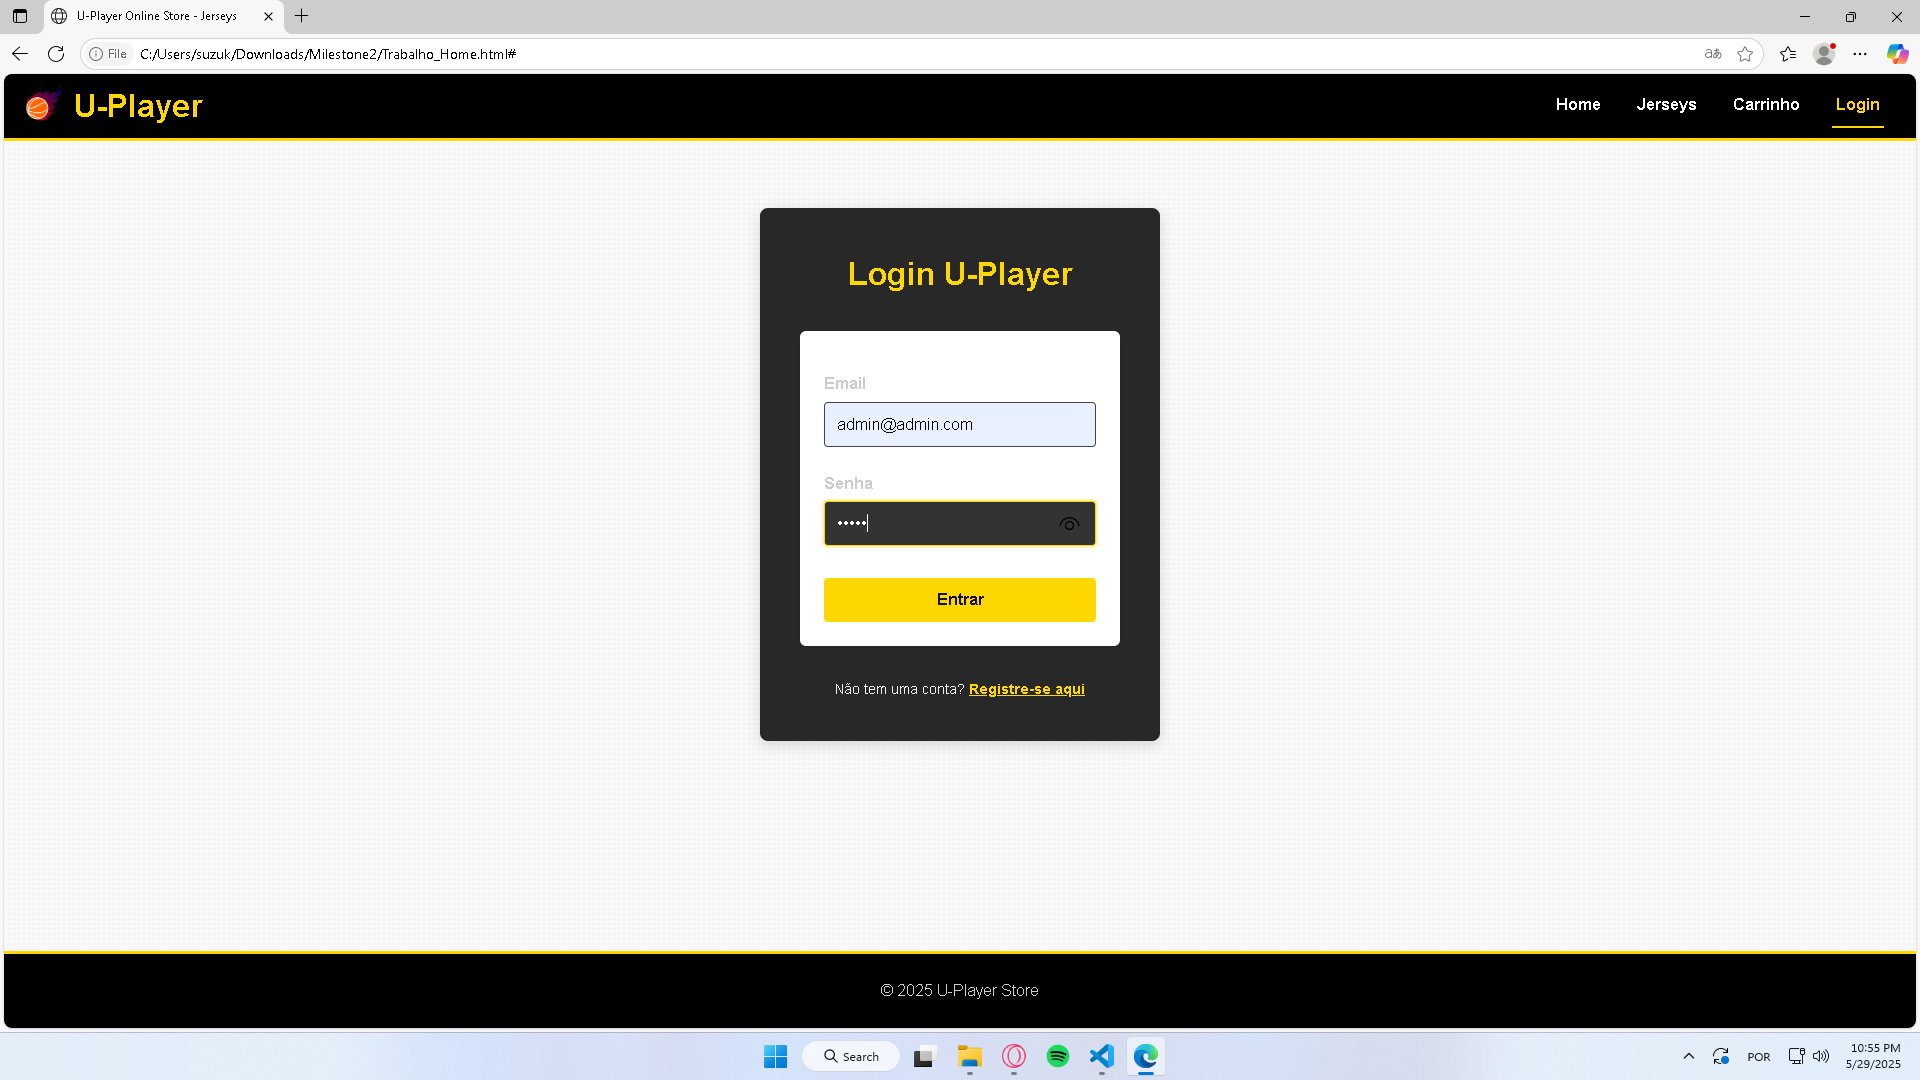 U-Player Online Store - Jerseys
File
C:/Users/suzuk/Downloads/Milestone2/Trabalho_Home.html#
aあ
U-Player
Home
Jerseys
Carrinho
Login
Login U-Player
Email
admin@admin.com
Senha
•••••
Entrar
Não tem uma conta? Registre-se aqui
© 2025 U-Player Store
Search
POR
10:55 PM
5/29/2025